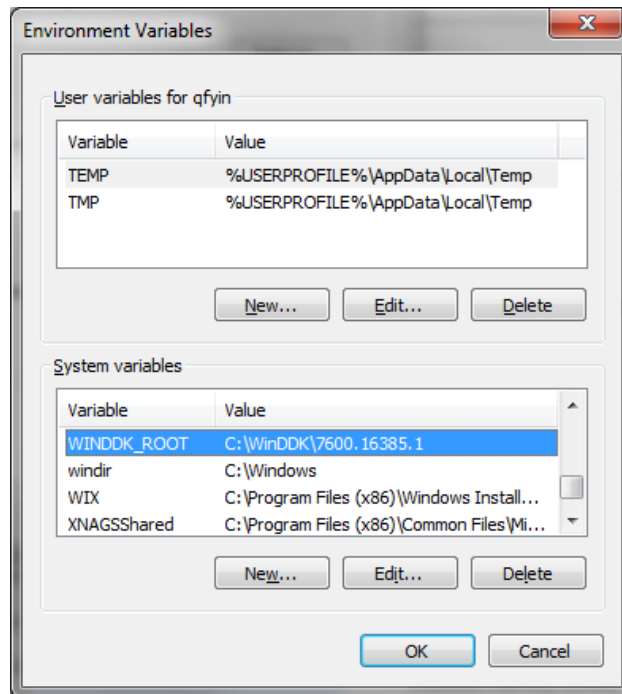 Environment Variables
User variables for qfyin
Variable Value
TEMP %USERPROFILE%\AppData\Local\Temp
TMP %USERPROFILE%\AppData\Local\Temp
New... Edit... Delete
System variables
Variable Value
WINDDK_ROOT C:\WinDDK\7600.16385.1
windir C:\Windows
WIX C:\Program Files (x86)\Windows Install...
XNAGSShared C:\Program Files (x86)\Common Files\Mi...
New... Edit... Delete
OK Cancel